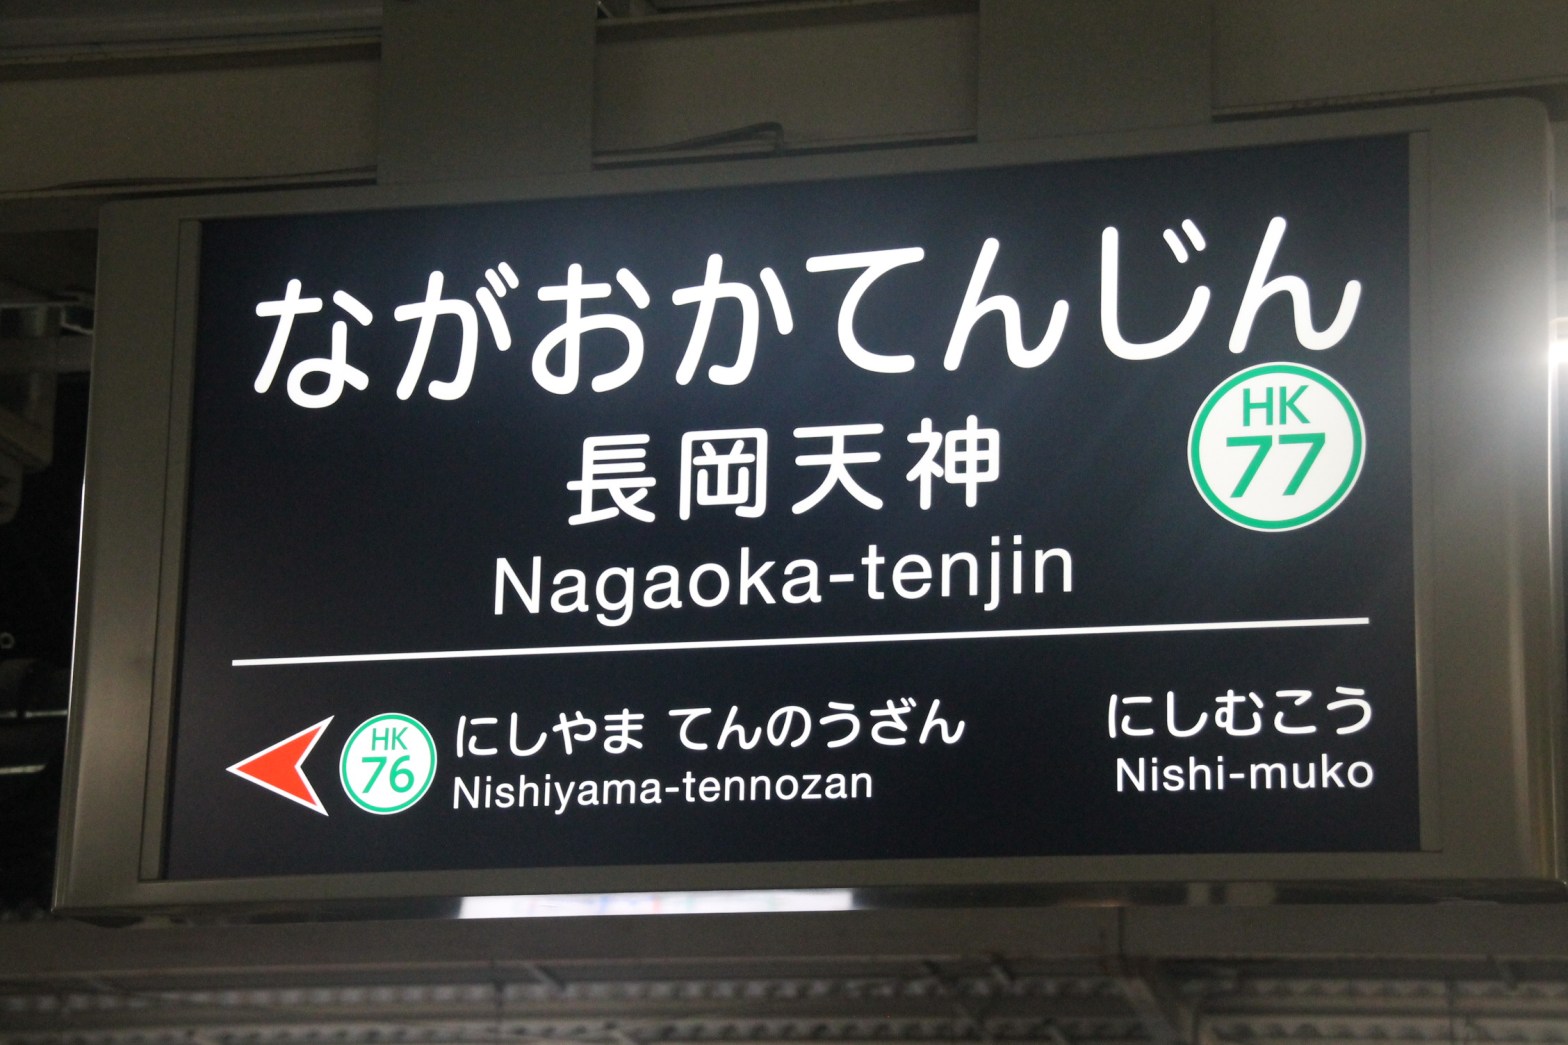 ながおかてんじん
長岡天神
HK
77
Nagaoka-tenjin
HK
76
にしやま てんのうざん
Nishiyama-tennozan
にしむこう
Nishi-muko